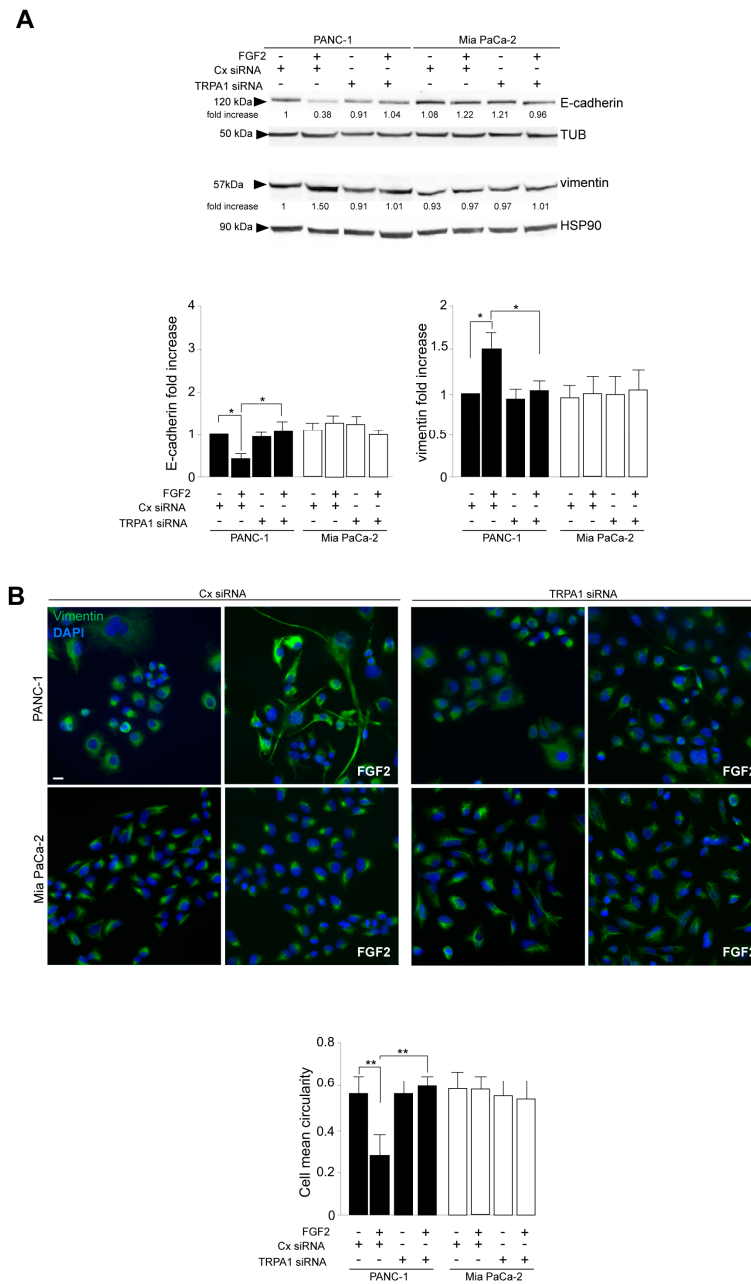 A
PANC-1 Mia PaCa-2
FGF2 - + - + - + - +
Cx siRNA + + - - + + - -
TRPA1 siRNA - - + + - - + +
120 kDa E-cadherin
fold increase 1 0.38 0.91 1.04 1.08 1.22 1.21 0.96
50 kDa TUB
57kDa vimentin
fold increase 1 1.50 0.91 1.01 0.93 0.97 0.97 1.01
90 kDa HSP90
E-cadherin fold increase
4
3
2
1
0
* *
FGF2 - + - + - + - +
Cx siRNA + + - - + + - -
TRPA1 siRNA - - + + - - + +
PANC-1 Mia PaCa-2
vimentin fold increase
2
1.5
1
0.5
0
* *
- + - + - + - +
+ + - - + + - -
- - + + - - + +
PANC-1 Mia PaCa-2
B
Cx siRNA TRPA1 siRNA
Vimentin
DAPI
PANC-1
FGF2 FGF2
Mia PaCa-2
FGF2 FGF2
Cell mean circularity
0.8
0.6
0.4
0.2
0
** **
FGF2 - + - + - + - +
Cx siRNA + + - - + + - -
TRPA1 siRNA - - + + - - + +
PANC-1 Mia PaCa-2